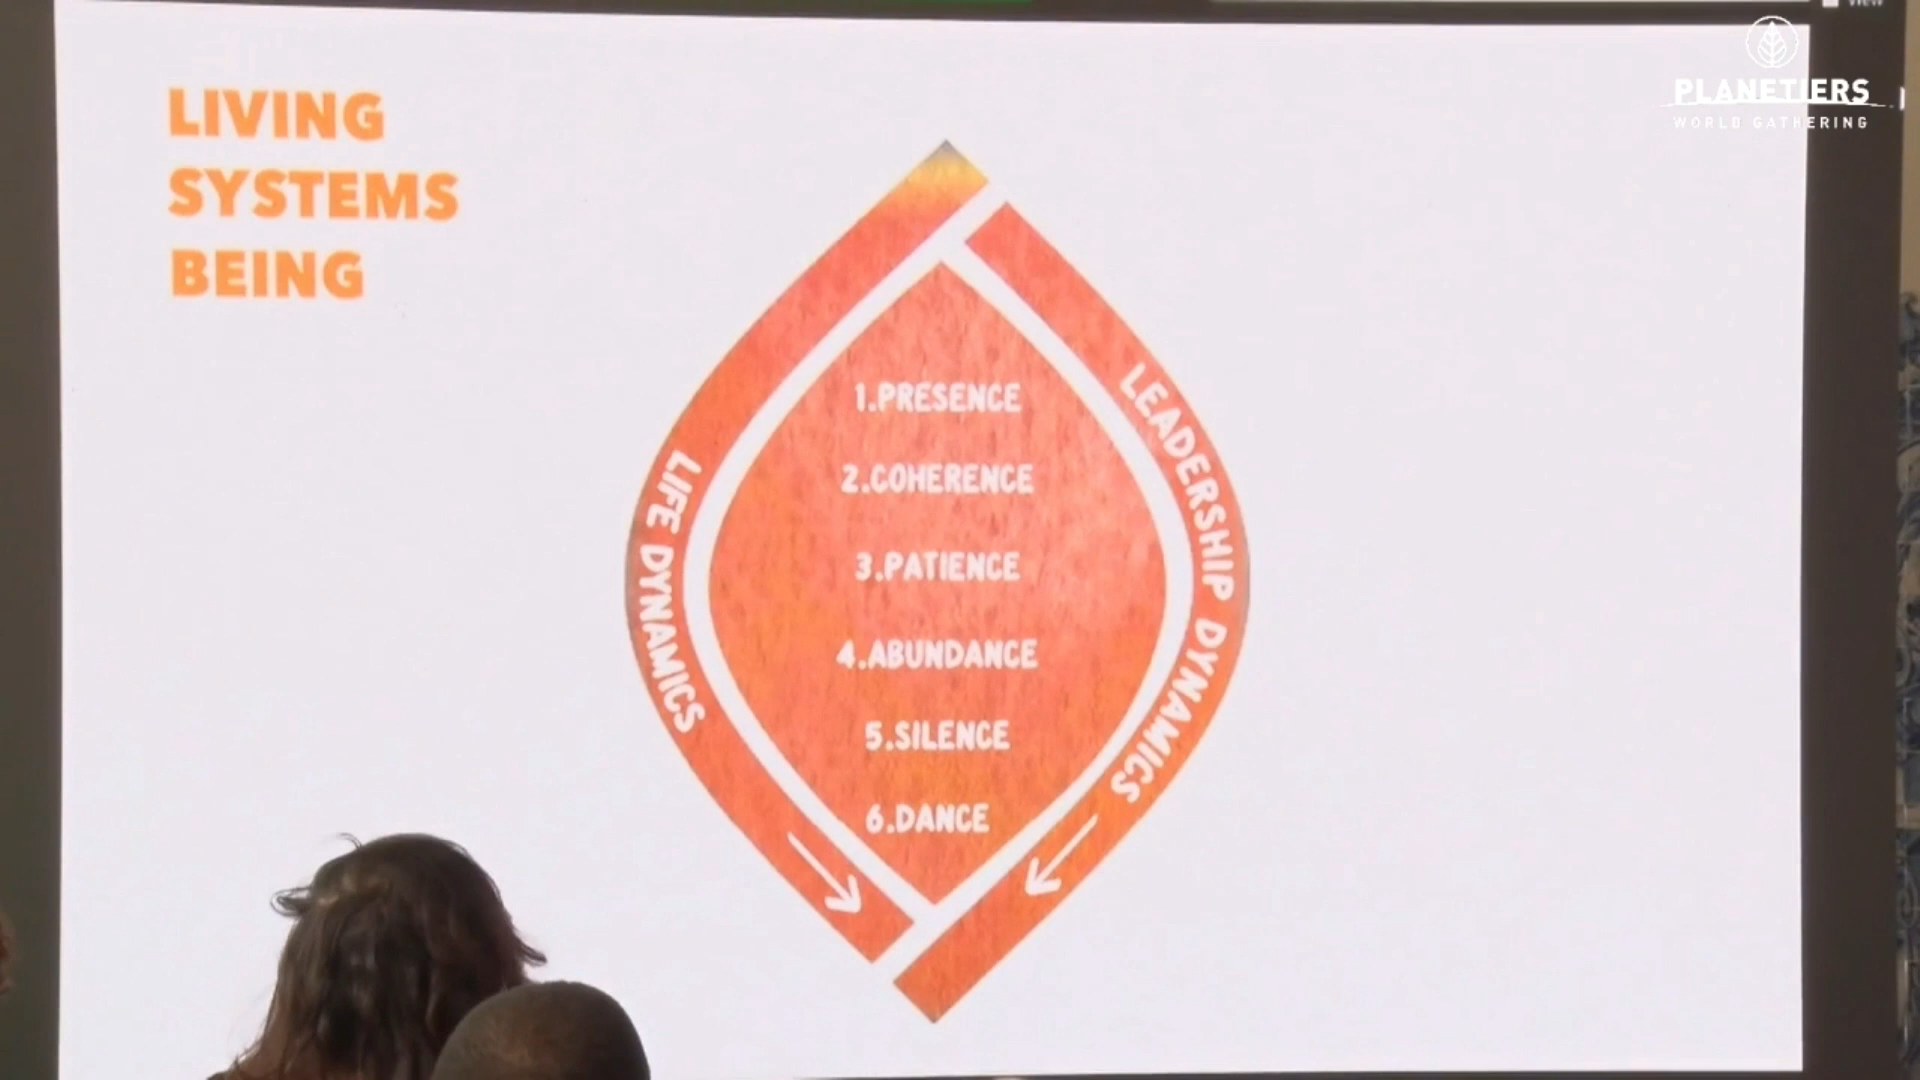 View
PLANETIERS
WORLD GATHERING
LIVING
SYSTEMS
BEING
LIFE DYNAMICS
LEADERSHIP DYNAMICS
1.PRESENCE
2.COHERENCE
3.PATIENCE
4.ABUNDANCE
5.SILENCE
6.DANCE